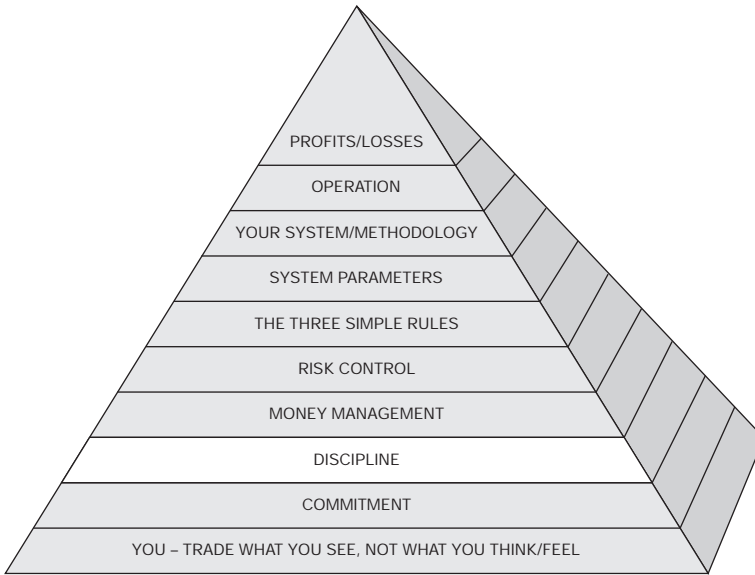 PROFITS/LOSSES
OPERATION
YOUR SYSTEM/METHODOLOGY
SYSTEM PARAMETERS
THE THREE SIMPLE RULES
RISK CONTROL
MONEY MANAGEMENT
DISCIPLINE
COMMITMENT
YOU – TRADE WHAT YOU SEE, NOT WHAT YOU THINK/FEEL